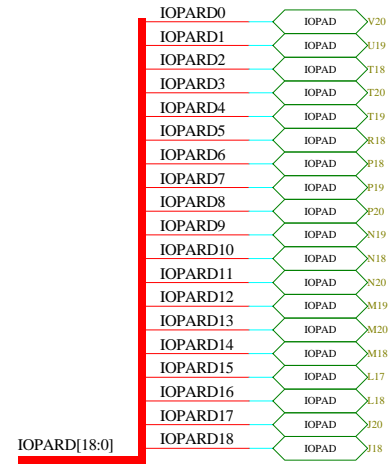 IOPARD0 IOPAD V20
IOPARD1 IOPAD U19
IOPARD2 IOPAD T18
IOPARD3 IOPAD T20
IOPARD4 IOPAD T19
IOPARD5 IOPAD R18
IOPARD6 IOPAD P18
IOPARD7 IOPAD P19
IOPARD8 IOPAD P20
IOPARD9 IOPAD N19
IOPARD10 IOPAD N18
IOPARD11 IOPAD N20
IOPARD12 IOPAD M19
IOPARD13 IOPAD M20
IOPARD14 IOPAD M18
IOPARD15 IOPAD L17
IOPARD16 IOPAD L18
IOPARD17 IOPAD J20
IOPARD[18:0] IOPARD18 IOPAD J18